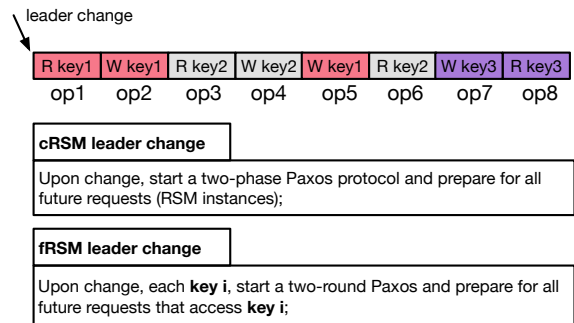 leader change
R key1 W key1 R key2 W key2 W key1 R key2 W key3 R key3
op1 op2 op3 op4 op5 op6 op7 op8
cRSM leader change
Upon change, start a two-phase Paxos protocol and prepare for all
future requests (RSM instances);
fRSM leader change
Upon change, each key i, start a two-round Paxos and prepare for all
future requests that access key i;